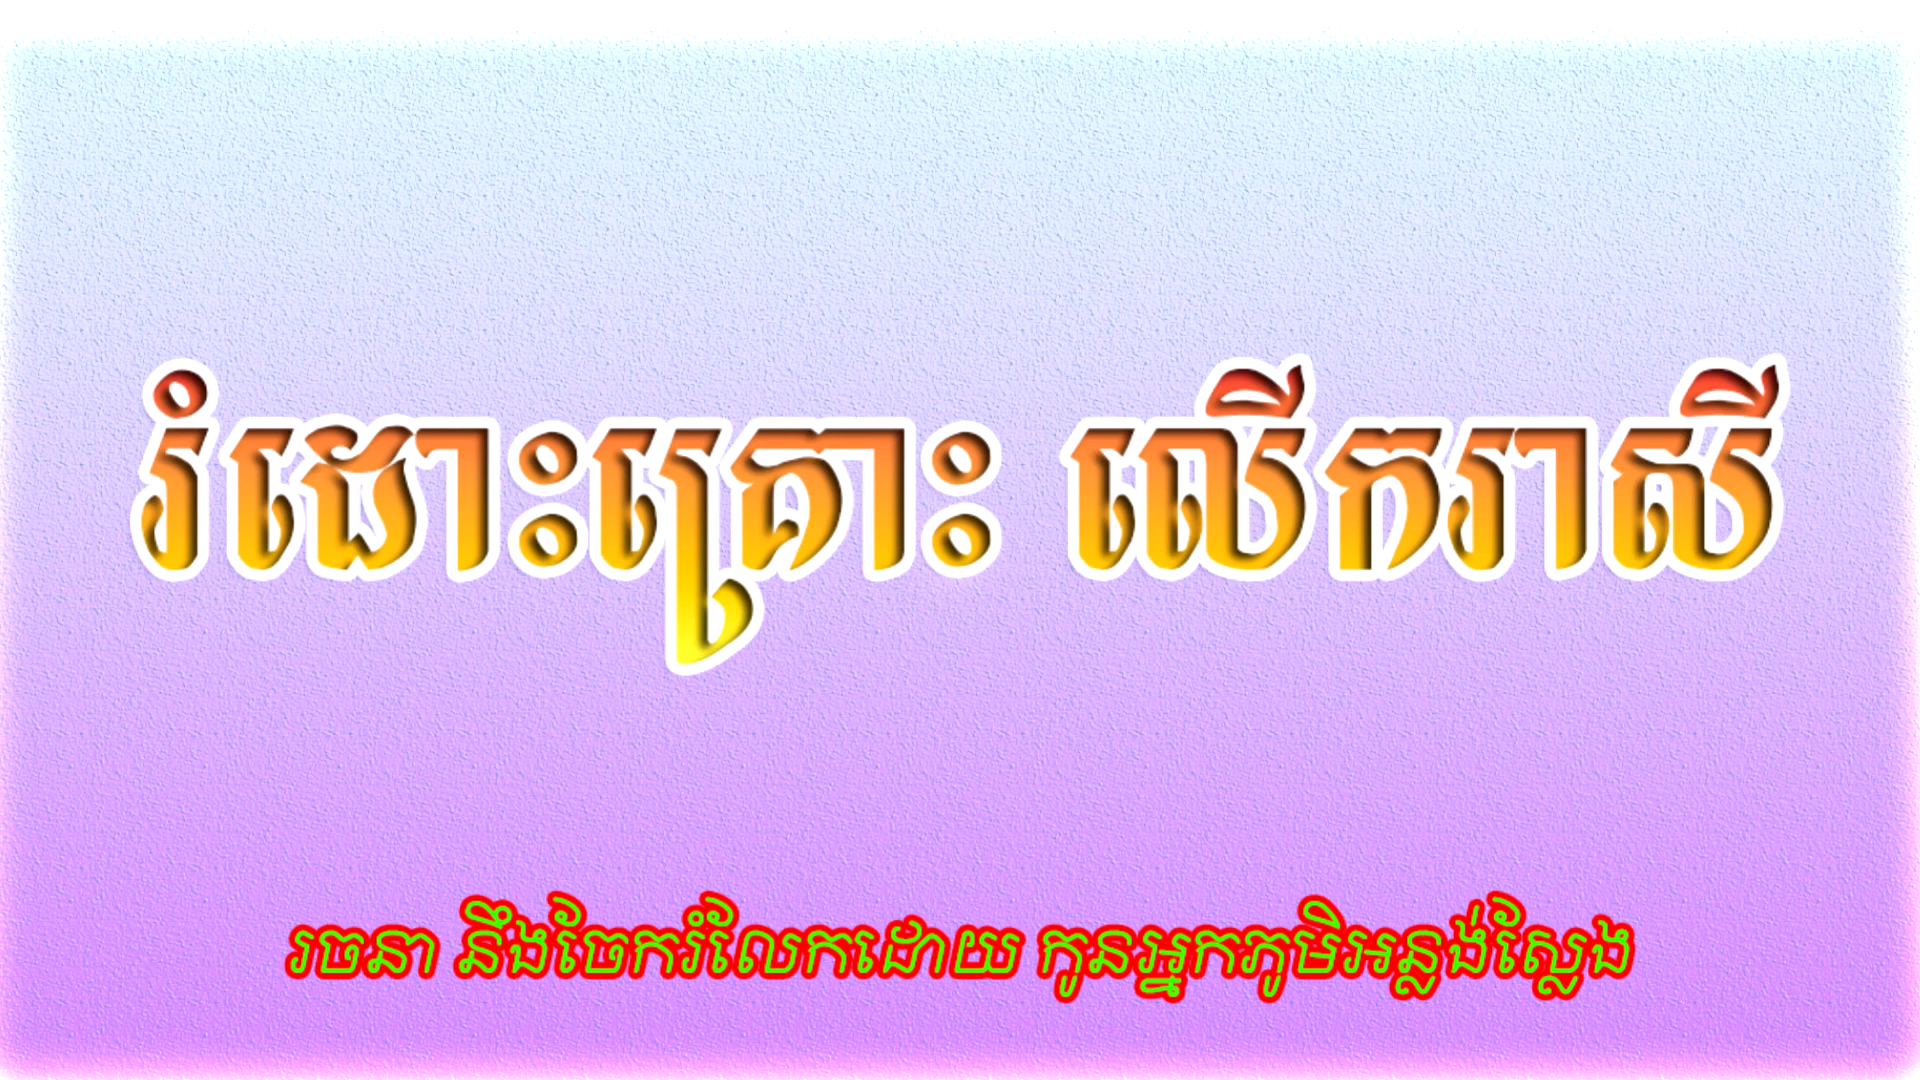 រំដោះគ្រោះ លើករាសី
រចនា នឹងចែករំលែកដោយ កូនអ្នកភូមិអន្លង់ស្លែង